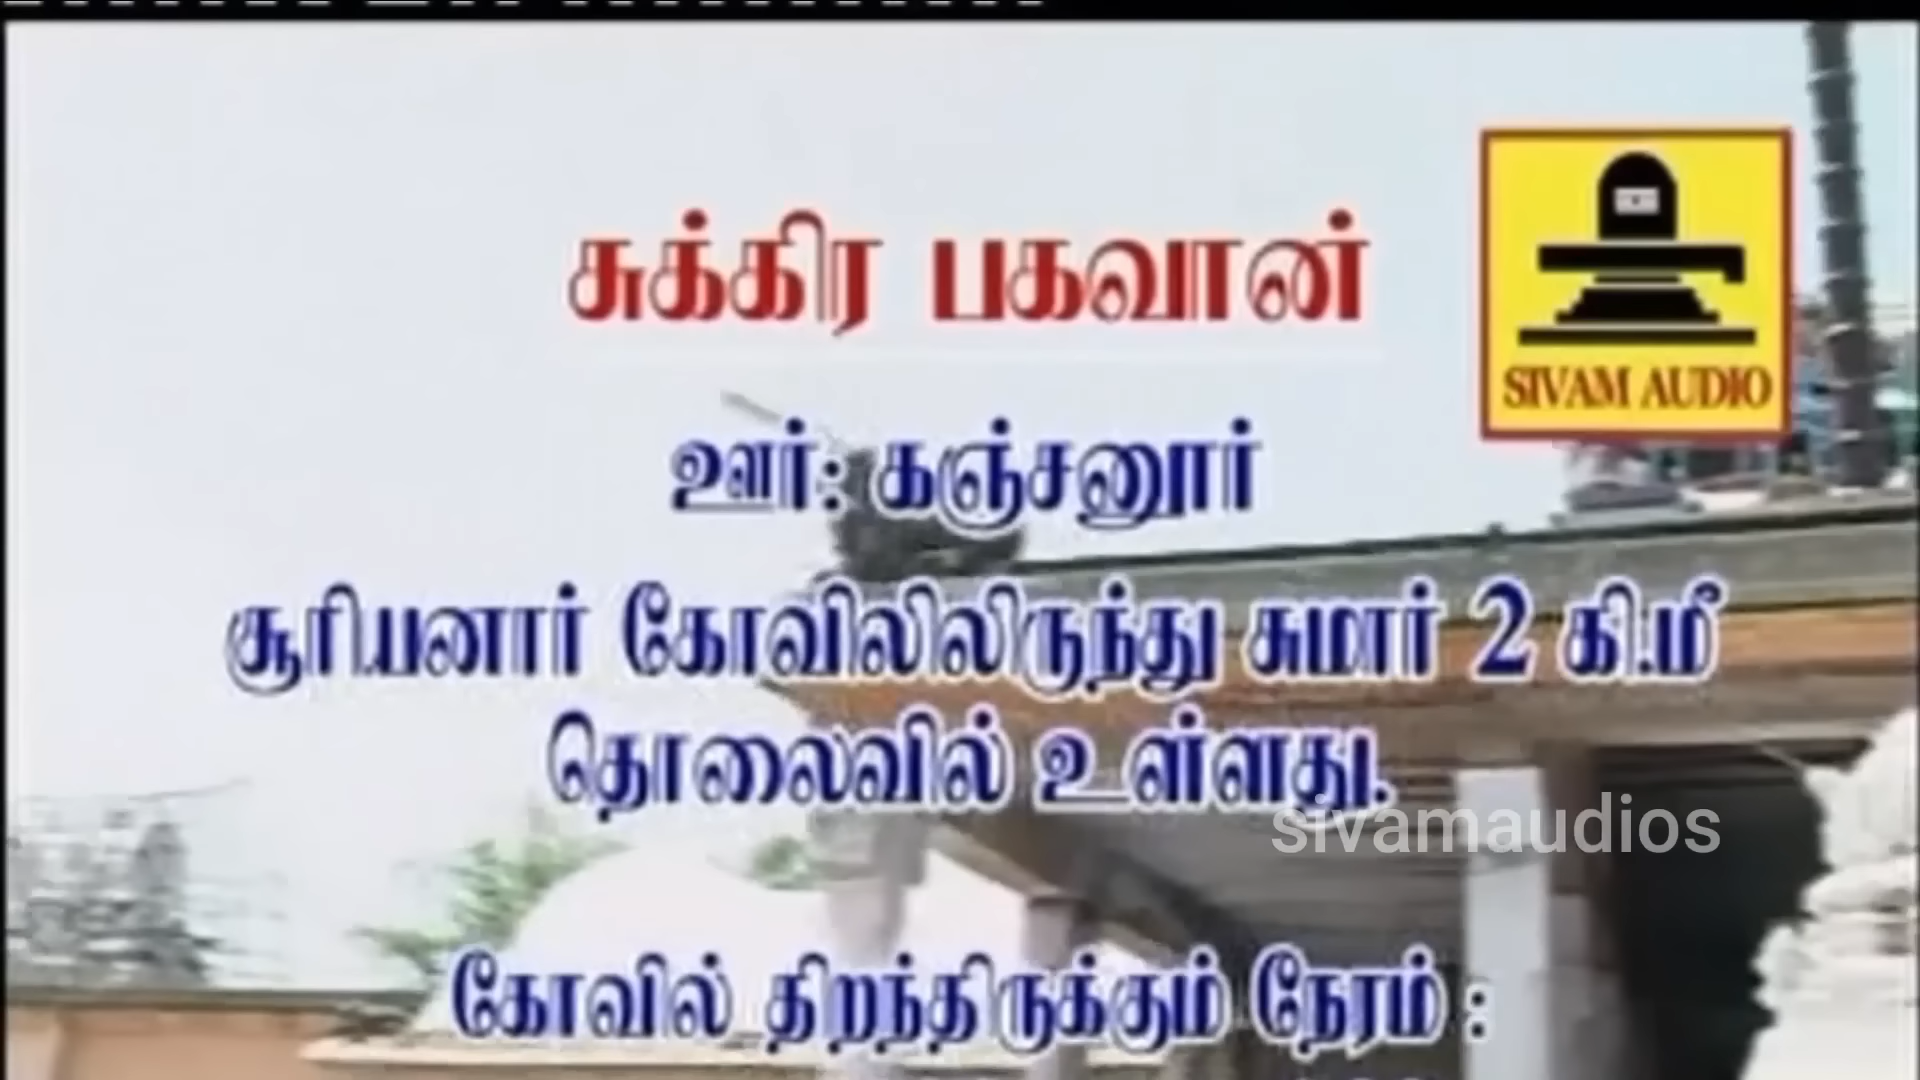 சுக்கிர பகவான்
SIVAM AUDIO
ஊர்: கஞ்சனூர்
சூரியனார் கோவிலிலிருந்து சுமார் 2 கி.மீ
தொலைவில் உள்ளது.
sivamaudios
கோவில் திறந்திருக்கும் நேரம் :